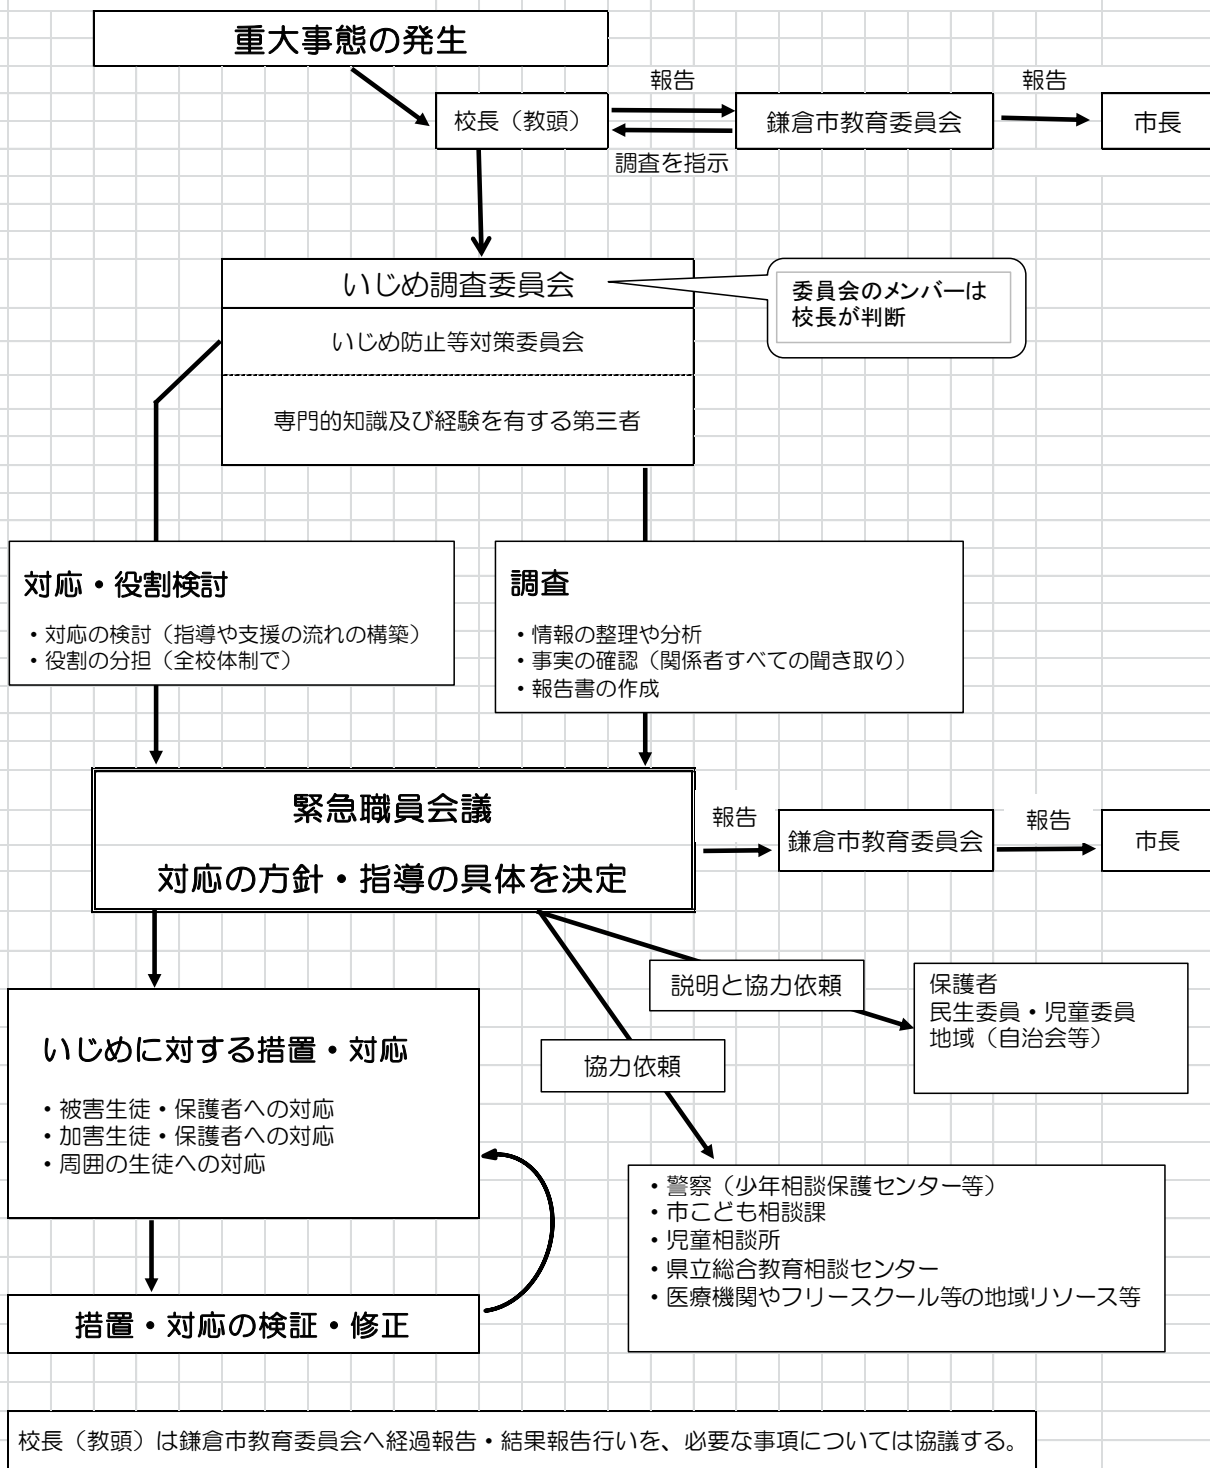 重大事態の発生
報告
報告
校長（教頭）
鎌倉市教育委員会
市長
調査を指示
いじめ調査委員会
委員会のメンバーは
校長が判断
いじめ防止等対策委員会
専門的知識及び経験を有する第三者
対応・役割検討
・対応の検討（指導や支援の流れの構築）
・役割の分担（全校体制で）
調査
・情報の整理や分析
・事実の確認（関係者すべての聞き取り）
・報告書の作成
緊急職員会議
対応の方針・指導の具体を決定
報告
鎌倉市教育委員会
報告
市長
説明と協力依頼
保護者
民生委員・児童委員
地域（自治会等）
協力依頼
いじめに対する措置・対応
・被害生徒・保護者への対応
・加害生徒・保護者への対応
・周囲の生徒への対応
・警察（少年相談保護センター等）
・市こども相談課
・児童相談所
・県立総合教育相談センター
・医療機関やフリースクール等の地域リソース等
措置・対応の検証・修正
校長（教頭）は鎌倉市教育委員会へ経過報告・結果報告行いを、必要な事項については協議する。